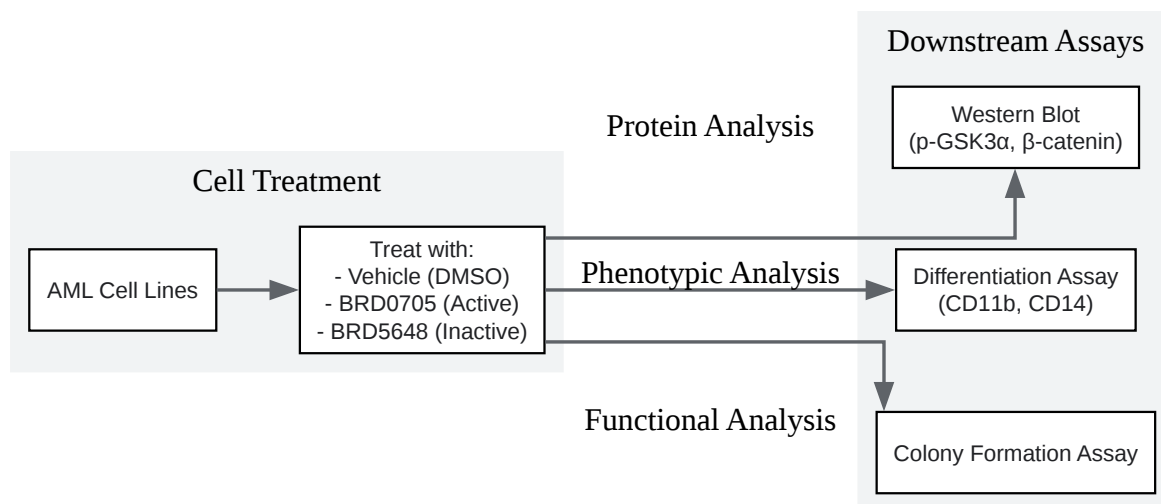 Downstream Assays
Western Blot
(p-GSK3α, β-catenin)
Protein Analysis
Cell Treatment
AML Cell Lines
Treat with:
- Vehicle (DMSO)
- BRD0705 (Active)
- BRD5648 (Inactive)
Phenotypic Analysis
Differentiation Assay
(CD11b, CD14)
Functional Analysis
Colony Formation Assay